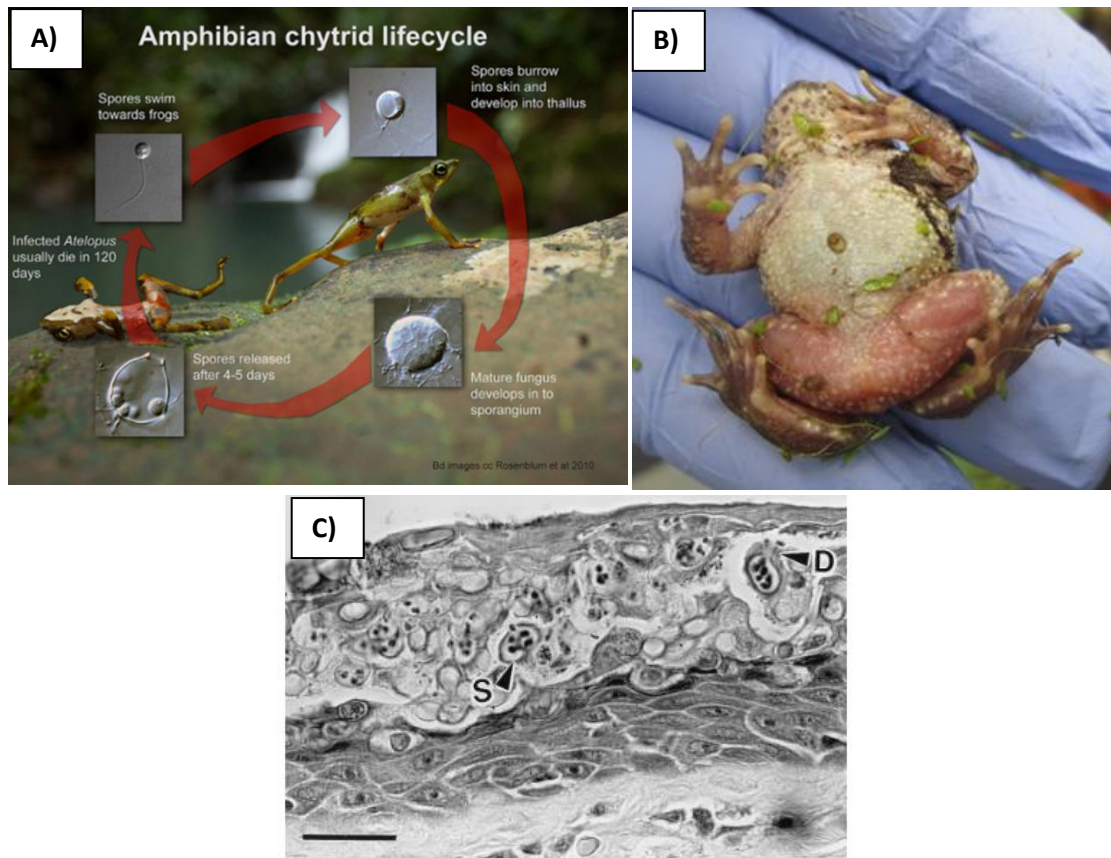 A)
Amphibian chytrid lifecycle
Spores swim
towards frogs
Spores burrow
into skin and
develop into thallus
Infected Atelopus
usually die in 120
days
Spores released
after 4-5 days
Mature fungus
develops in to
sporangium
Bd images cc Rosenblum et at 2010
B)
C)
D
S